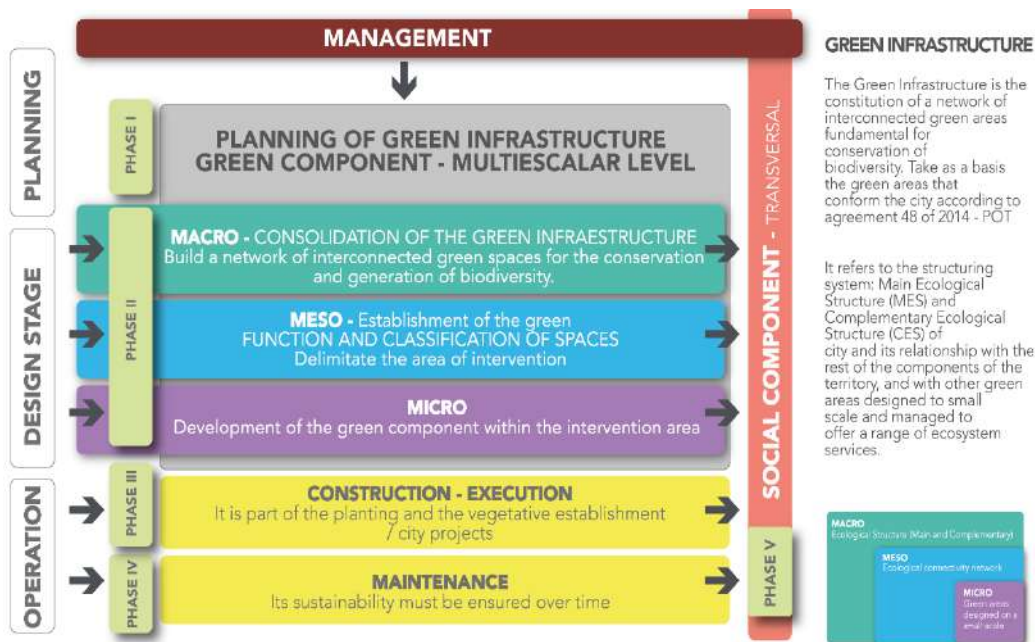 MANAGEMENT
PLANNING
PHASE I
PLANNING OF GREEN INFRASTRUCTURE
GREEN COMPONENT - MULTIESCALAR LEVEL
DESIGN STAGE
PHASE II
MACRO - CONSOLIDATION OF THE GREEN INFRAESTRUCTURE
Build a network of interconnected green spaces for the conservation
and generation of biodiversity.
MESO - Establishment of the green
FUNCTION AND CLASSIFICATION OF SPACES
Delimitate the area of intervention
MICRO
Development of the green component within the intervention area
OPERATION
PHASE III
CONSTRUCTION - EXECUTION
It is part of the planting and the vegetative establishment
/ city projects
PHASE IV
MAINTENANCE
Its sustainability must be ensured over time
SOCIAL COMPONENT - TRANSVERSAL
PHASE V
GREEN INFRASTRUCTURE
The Green Infrastructure is the
constitution of a network of
interconnected green areas
fundamental for
conservation of
biodiversity. Take as a basis
the green areas that
conform the city according to
agreement 48 of 2014 - POT
It refers to the structuring
system: Main Ecological
Structure (MES) and
Complementary Ecological
Structure (CES) of
city and its relationship with the
rest of the components of the
territory, and with other green
areas designed to small
scale and managed to
offer a range of ecosystem
services.
MACRO
Ecological Structure (Main and Complementary)
MESO
Ecological connectivity network
MICRO
Green areas
designed on a
small scale